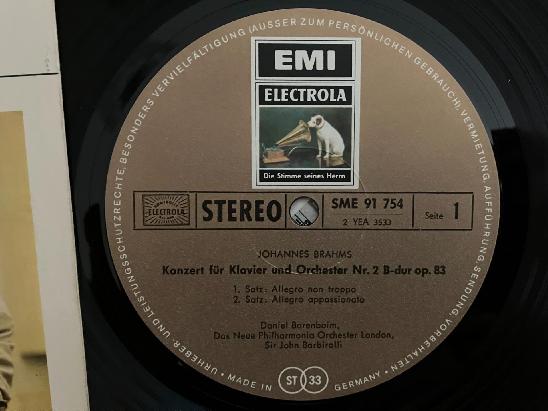 EMI
ELECTROLA
Die Stimme seines Herrn
ELECTROLA
STEREO
SME 91 754
2 YEA 3533
Seite 1
JOHANNES BRAHMS
Konzert für Klavier und Orchester Nr. 2 B-dur op. 83
1. Satz: Allegro non troppo
2. Satz: Allegro appassionato
Daniel Barenboim,
Das Neue Philharmonia Orchester London,
Sir John Barbirolli
URHEBER- UND LEISTUNGSSCHUTZRECHTE, BESONDERS VERVIELFÄLTIGUNG (AUSSER ZUM PERSÖNLICHEN GEBRAUCH), VERMIETUNG, AUFFÜHRUNG, SENDUNG, VORBEHALTEN
MADE IN GERMANY
ST 33